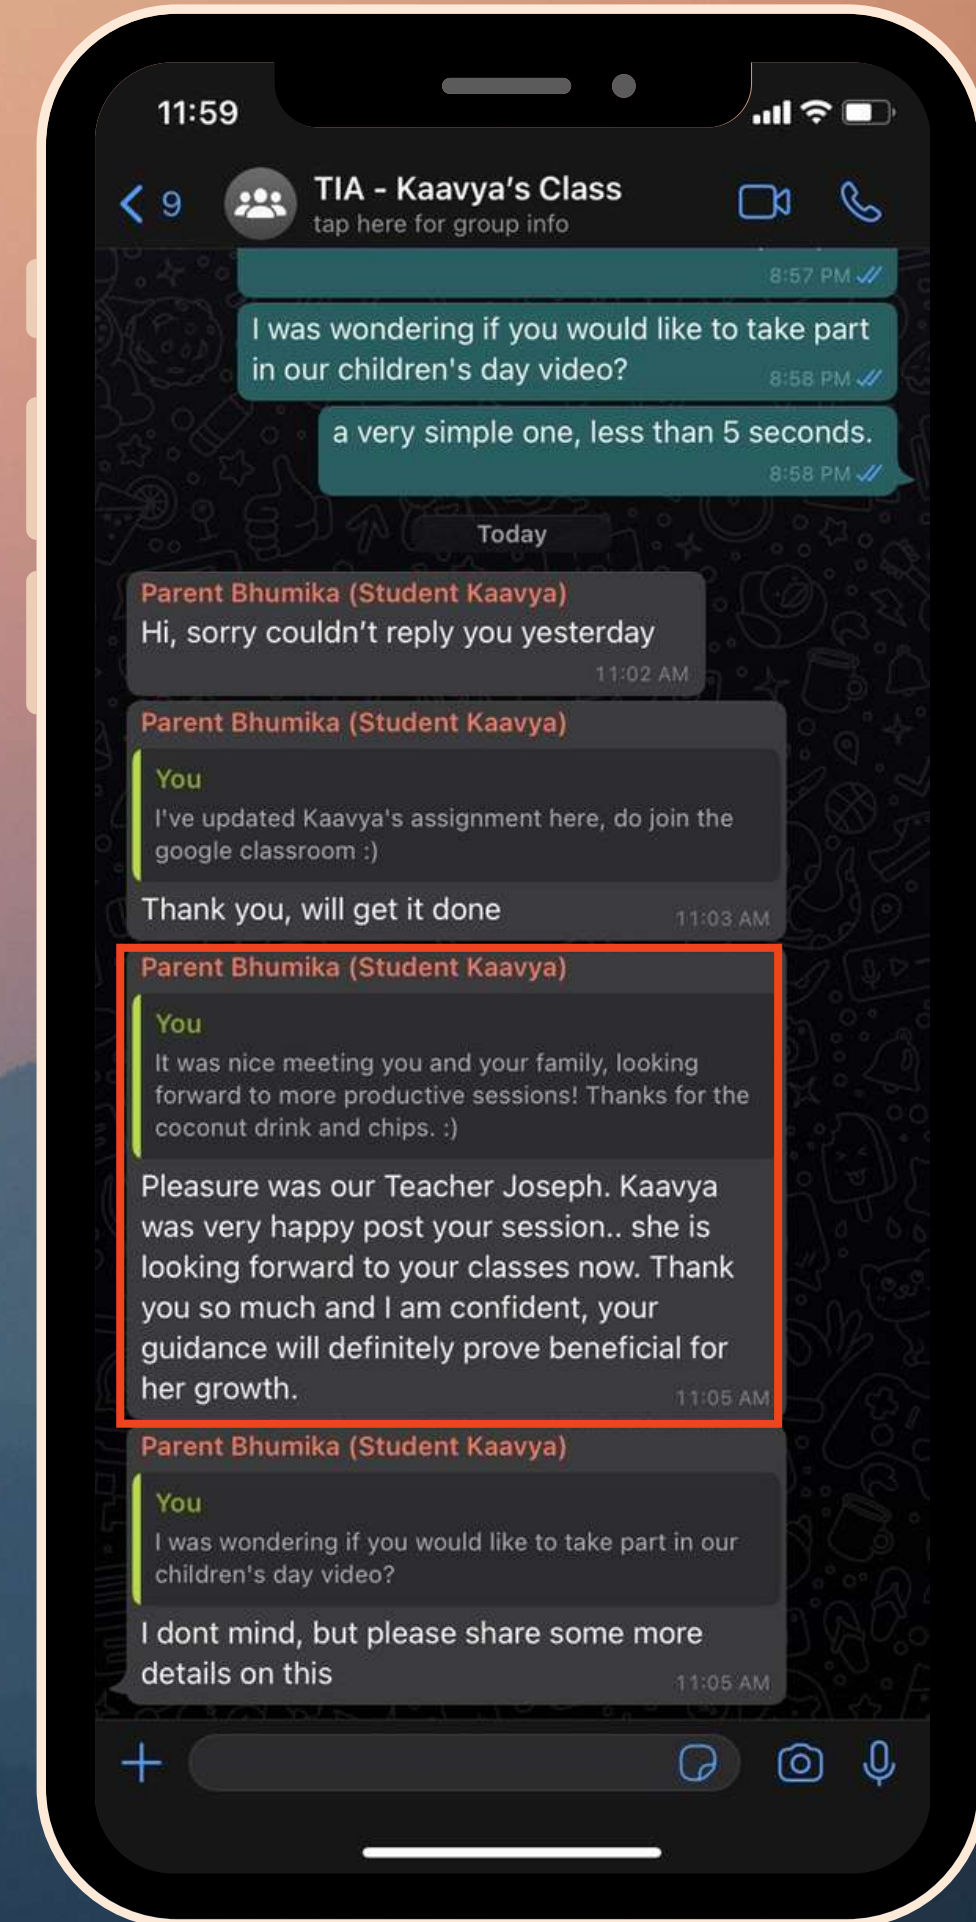 11:59
9
TIA - Kaavya's Class
tap here for group info
8:57 PM
I was wondering if you would like to take part
in our children's day video?
8:58 PM
a very simple one, less than 5 seconds.
8:58 PM
Today
Parent Bhumika (Student Kaavya)
Hi, sorry couldn't reply you yesterday
11:02 AM
Parent Bhumika (Student Kaavya)
You
I've updated Kaavya's assignment here, do join the
google classroom :)
Thank you, will get it done
11:03 AM
Parent Bhumika (Student Kaavya)
You
It was nice meeting you and your family, looking
forward to more productive sessions! Thanks for the
coconut drink and chips. :)
Pleasure was our Teacher Joseph. Kaavya
was very happy post your session.. she is
looking forward to your classes now. Thank
you so much and I am confident, your
guidance will definitely prove beneficial for
her growth.
11:05 AM
Parent Bhumika (Student Kaavya)
You
I was wondering if you would like to take part in our
children's day video?
I dont mind, but please share some more
details on this
11:05 AM